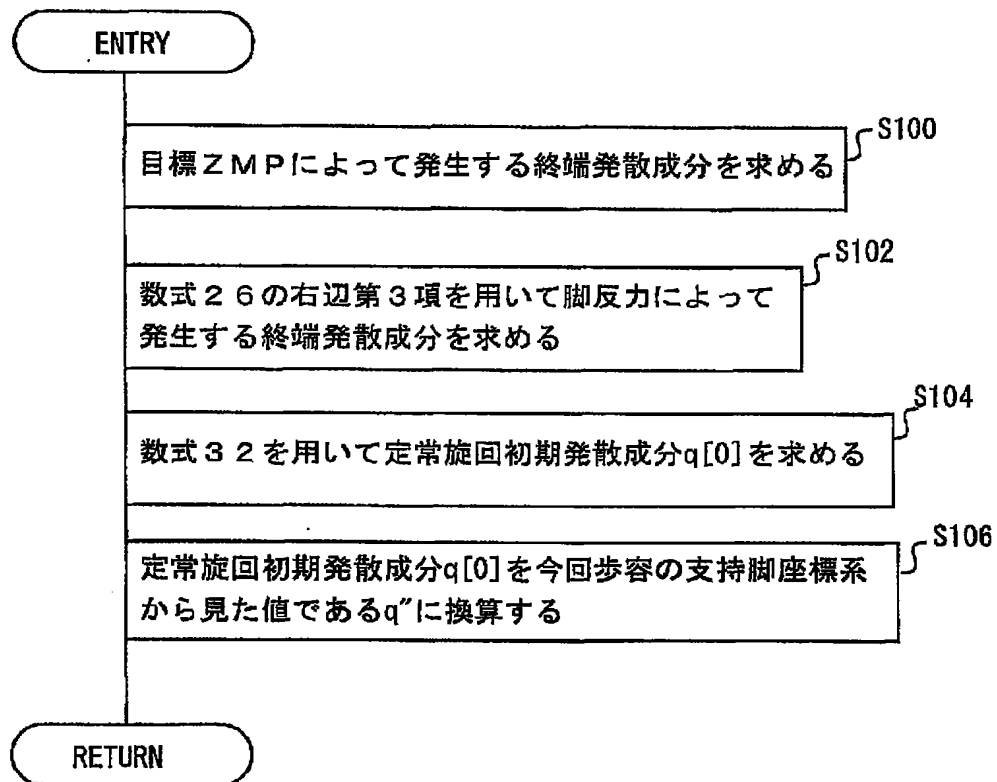 ENTRY
S100
目標ZMPによって発生する終端発散成分を求める
S102
数式26の右辺第3項を用いて脚反力によって
発生する終端発散成分を求める
S104
数式32を用いて定常旋回初期発散成分q[0]を求める
S106
定常旋回初期発散成分q[0]を今回歩容の支持脚座標系
から見た値であるq″に換算する
RETURN